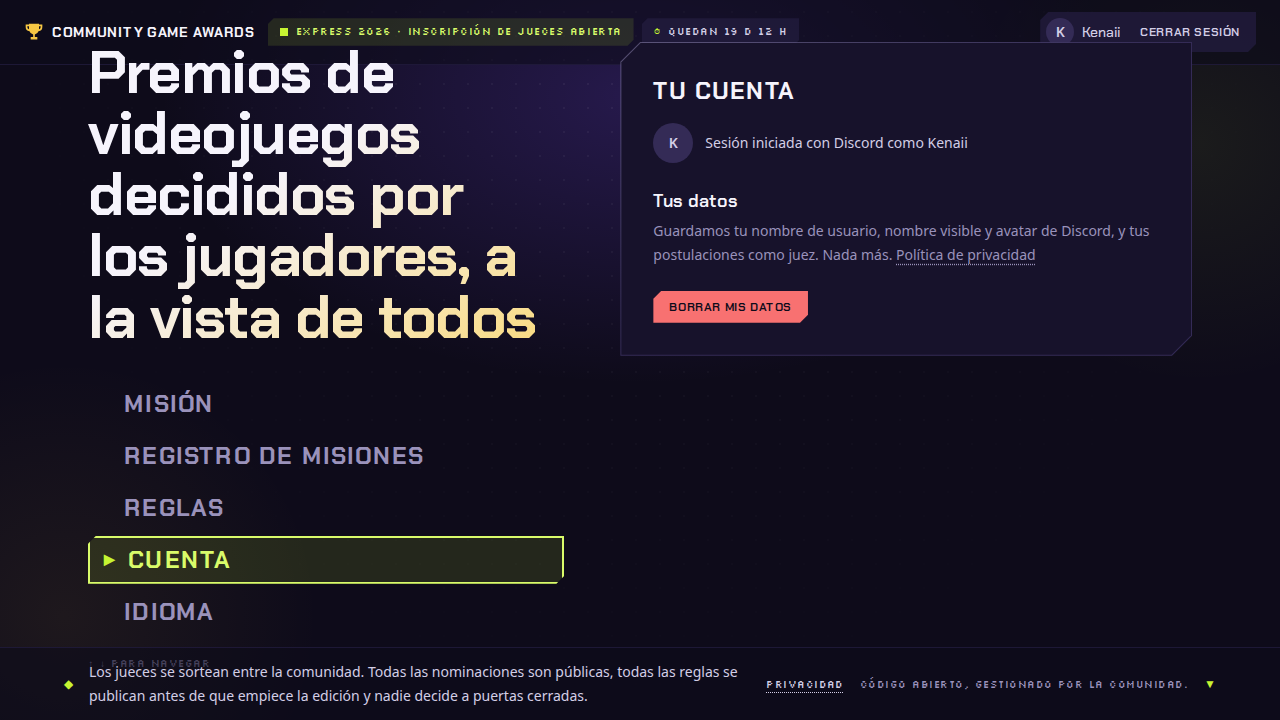 COMMUNITY GAME AWARDS
EXPRESS 2026 · INSCRIPCIÓN DE JUECES ABIERTA
QUEDAN 19 D 12 H
K Kenaii
CERRAR SESIÓN
Premios de
videojuegos
decididos por
los jugadores, a
la vista de todos
MISIÓN
REGISTRO DE MISIONES
REGLAS
▶ CUENTA
IDIOMA
PARA NAVEGAR
TU CUENTA
K Sesión iniciada con Discord como Kenaii
Tus datos
Guardamos tu nombre de usuario, nombre visible y avatar de Discord, y tus
postulaciones como juez. Nada más. Política de privacidad
BORRAR MIS DATOS
Los jueces se sortean entre la comunidad. Todas las nominaciones son públicas, todas las reglas se
publican antes de que empiece la edición y nadie decide a puertas cerradas.
PRIVACIDAD
CÓDIGO ABIERTO, GESTIONADO POR LA COMUNIDAD.